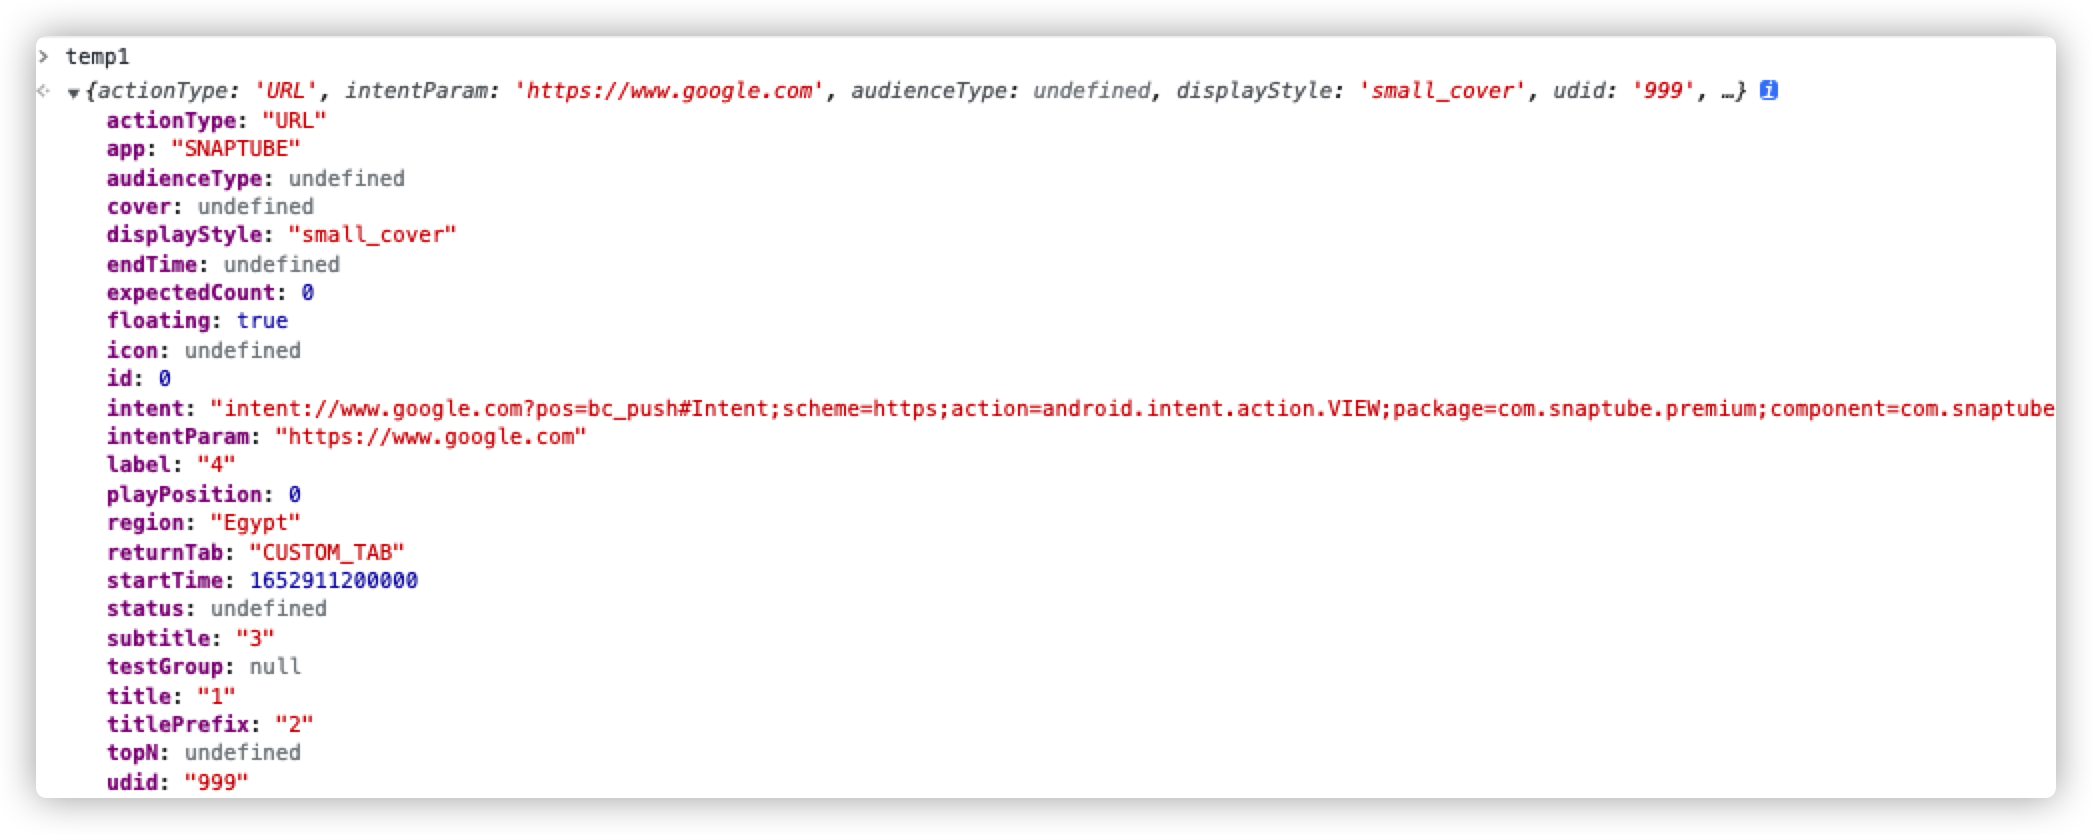 > temp1
{actionType: 'URL', intentParam: 'https://www.google.com', audienceType: undefined, displayStyle: 'small_cover', udid: '999', …} i
actionType: "URL"
app: "SNAPTUBE"
audienceType: undefined
cover: undefined
displayStyle: "small_cover"
endTime: undefined
expectedCount: 0
floating: true
icon: undefined
id: 0
intent: "intent://www.google.com?pos=bc_push#Intent;scheme=https;action=android.intent.action.VIEW;package=com.snaptube.premium;component=com.snaptube
intentParam: "https://www.google.com"
label: "4"
playPosition: 0
region: "Egypt"
returnTab: "CUSTOM_TAB"
startTime: 1652911200000
status: undefined
subtitle: "3"
testGroup: null
title: "1"
titlePrefix: "2"
topN: undefined
udid: "999"